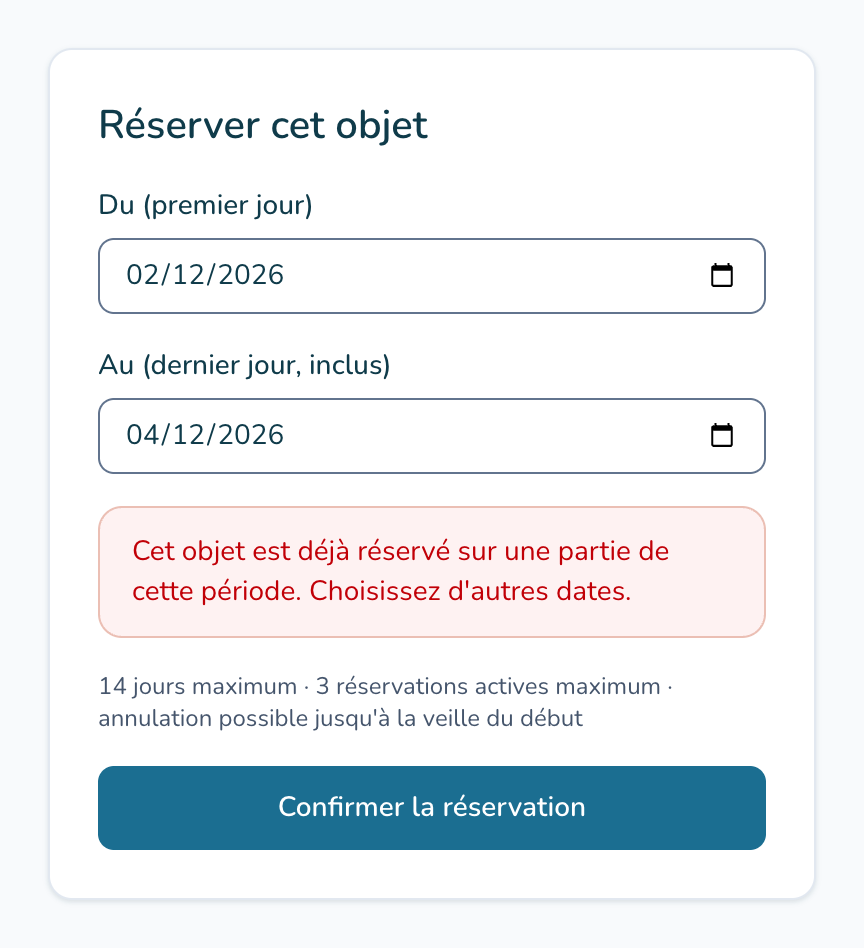 Réserver cet objet
Du (premier jour)
02/12/2026
Au (dernier jour, inclus)
04/12/2026
Cet objet est déjà réservé sur une partie de
cette période. Choisissez d'autres dates.
14 jours maximum · 3 réservations actives maximum ·
annulation possible jusqu'à la veille du début
Confirmer la réservation